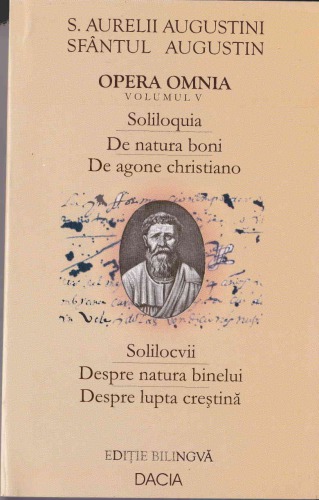 S. AURELII AUGUSTINI
SFÂNTUL AUGUSTIN
OPERA OMNIA
VOLUMUL V
Soliloquia
De natura boni
De agone christiano
Solilocvii
Despre natura binelui
Despre lupta creştină
EDIŢIE BILINGVĂ
DACIA